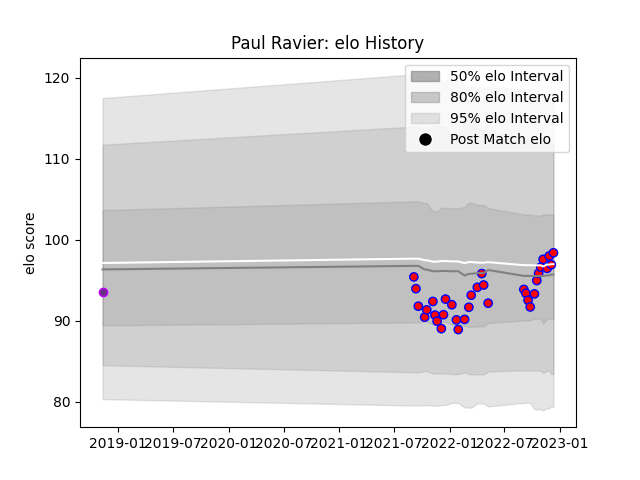 Paul Ravier: elo History
50% elo Interval
80% elo Interval
95% elo Interval
Post Match elo
elo score
120
110
100
90
80
2019-01 2019-07 2020-01 2020-07 2021-01 2021-07 2022-01 2022-07 2023-01